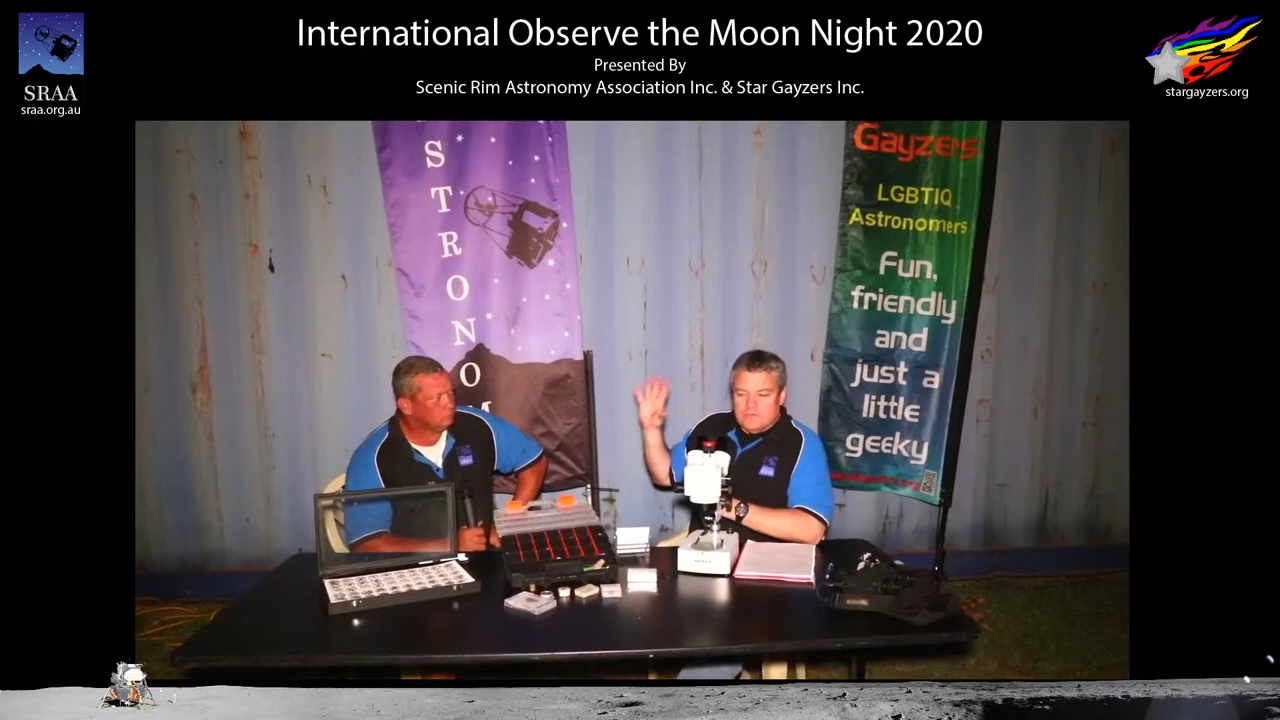 International Observe the Moon Night 2020
Presented By
Scenic Rim Astronomy Association Inc. & Star Gayzers Inc.
SRAA
sraa.org.au
stargayzers.org
S
T
R
O
N
O
M
Gayzers
LGBTIQ
Astronomers
Fun,
friendly
and
just a
little
geeky